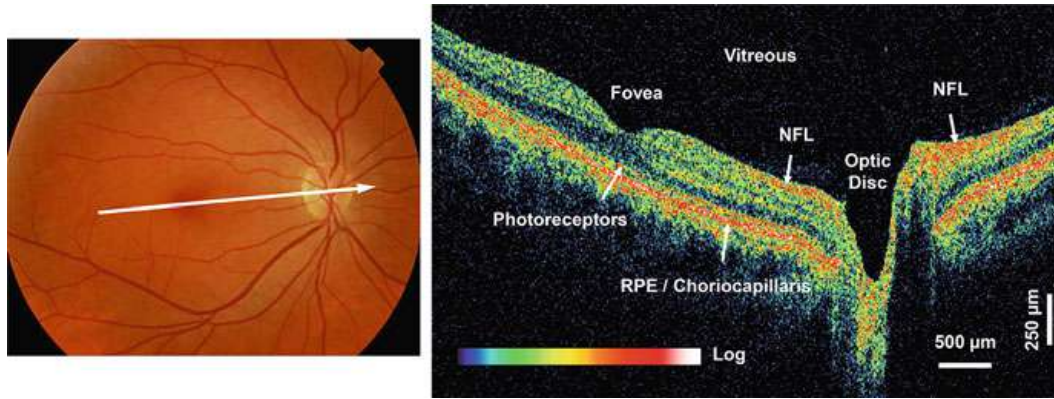 Vitreous
Fovea
NFL
NFL
Optic
Disc
Photoreceptors
RPE / Choriocapillaris
Log
500 µm
250 µm